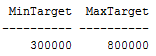 MinTarget MaxTarget
---------- ----------
300000 800000